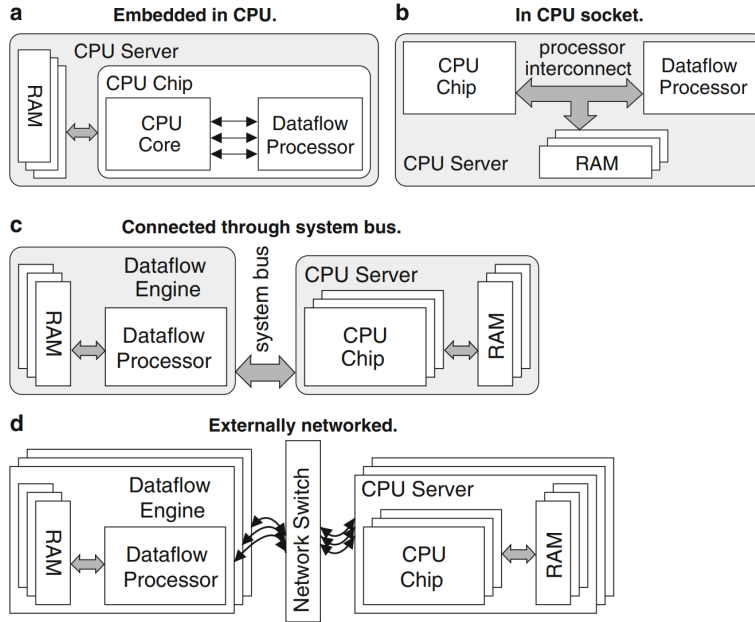 a
Embedded in CPU.
CPU Server
RAM
CPU Chip
CPU
Core
Dataflow
Processor
b
In CPU socket.
CPU
Chip
processor
interconnect
Dataflow
Processor
CPU Server
RAM
c
Connected through system bus.
Dataflow
Engine
RAM
Dataflow
Processor
system bus
CPU Server
CPU
Chip
RAM
d
Externally networked.
Dataflow
Engine
RAM
Dataflow
Processor
Network Switch
CPU Server
CPU
Chip
RAM